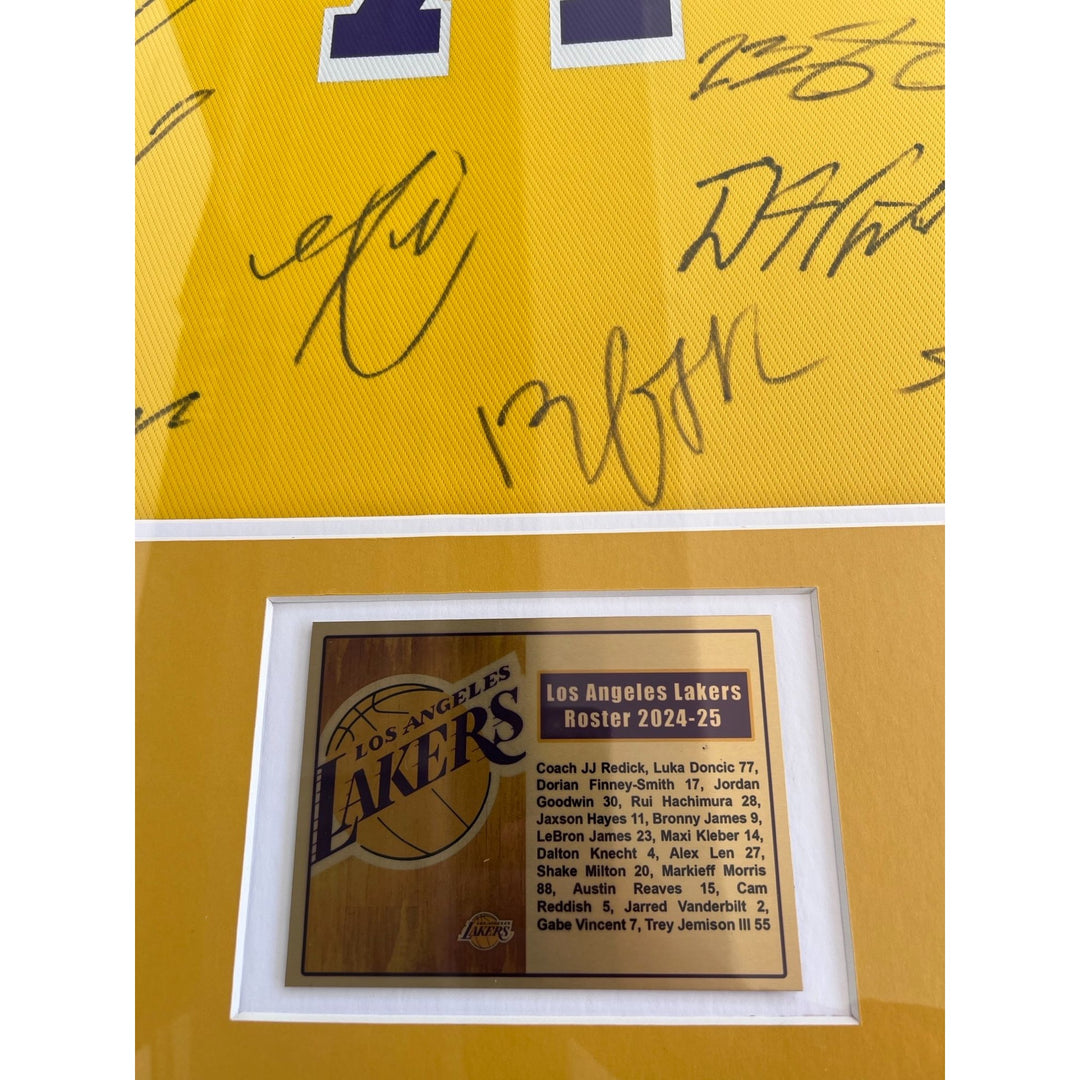 LOS ANGELES
LAKERS
LOS ANGELES
LAKERS
Los Angeles Lakers
Roster 2024-25
Coach JJ Redick, Luka Doncic 77,
Dorian Finney-Smith 17, Jordan
Goodwin 30, Rui Hachimura 28,
Jaxson Hayes 11, Bronny James 9,
LeBron James 23, Maxi Kleber 14,
Dalton Knecht 4, Alex Len 27,
Shake Milton 20, Markieff Morris
88, Austin Reaves 15, Cam
Reddish 5, Jarred Vanderbilt 2,
Gabe Vincent 7, Trey Jemison III 55